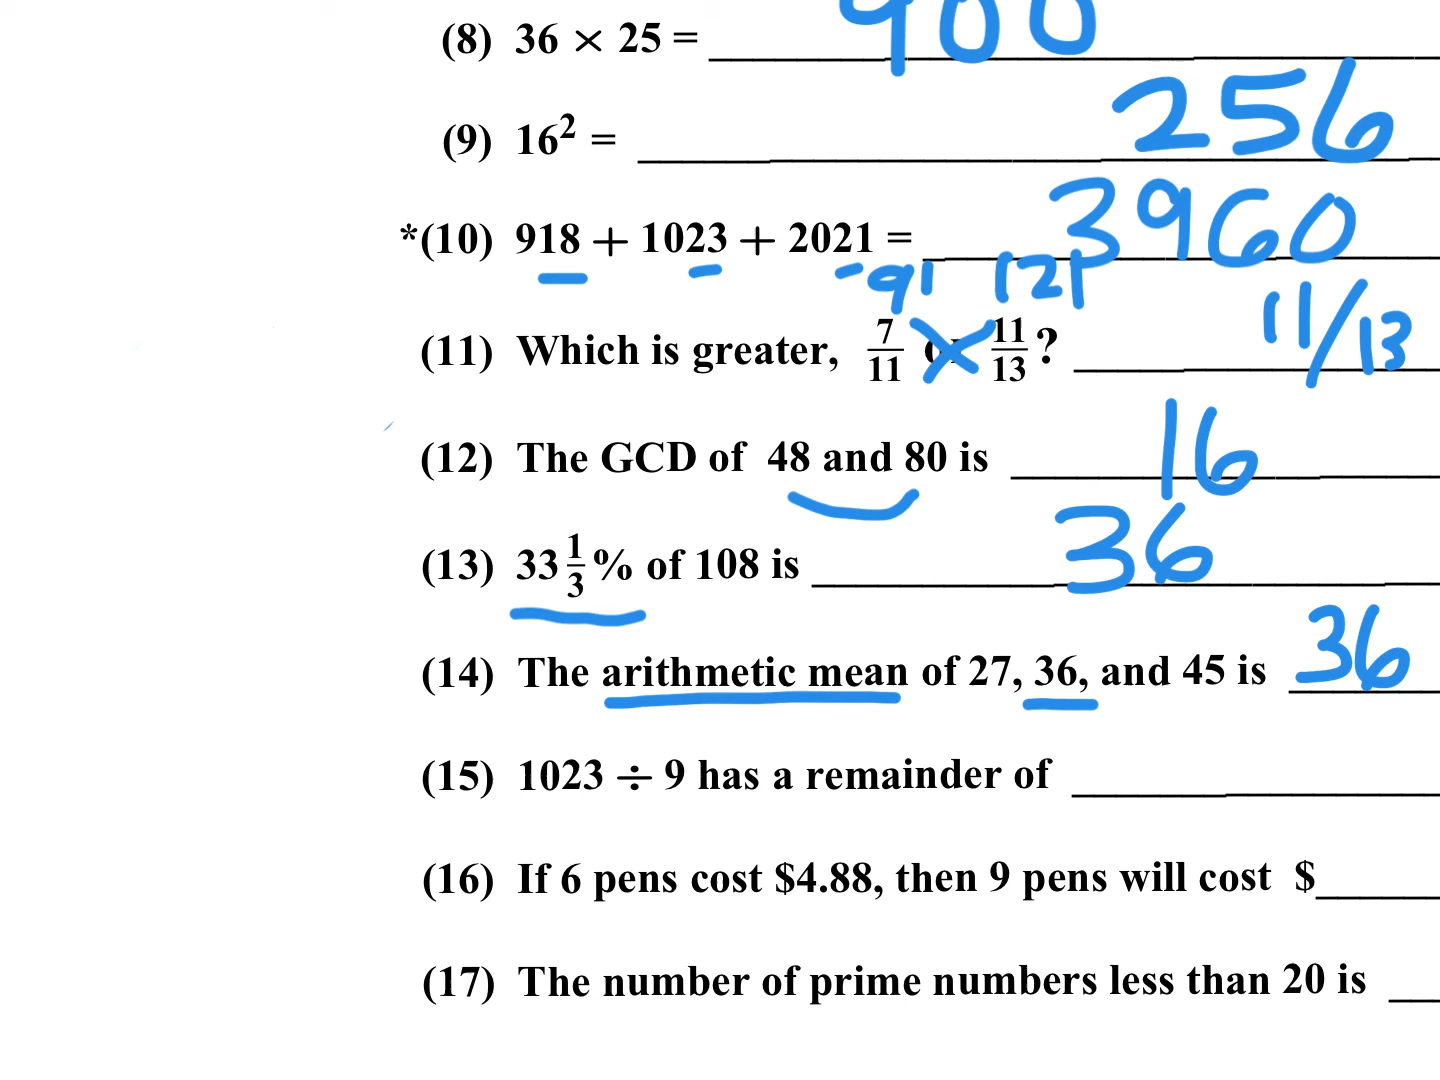 (8) 36 × 25 = 900
(9) 16² = 256
*(10) 918 + 1023 + 2021 = 3960
91 121
(11) Which is greater, 7/11 or 11/13? 11/13
(12) The GCD of 48 and 80 is 16
(13) 33 1/3 % of 108 is 36
(14) The arithmetic mean of 27, 36, and 45 is 36
(15) 1023 ÷ 9 has a remainder of
(16) If 6 pens cost $4.88, then 9 pens will cost $
(17) The number of prime numbers less than 20 is